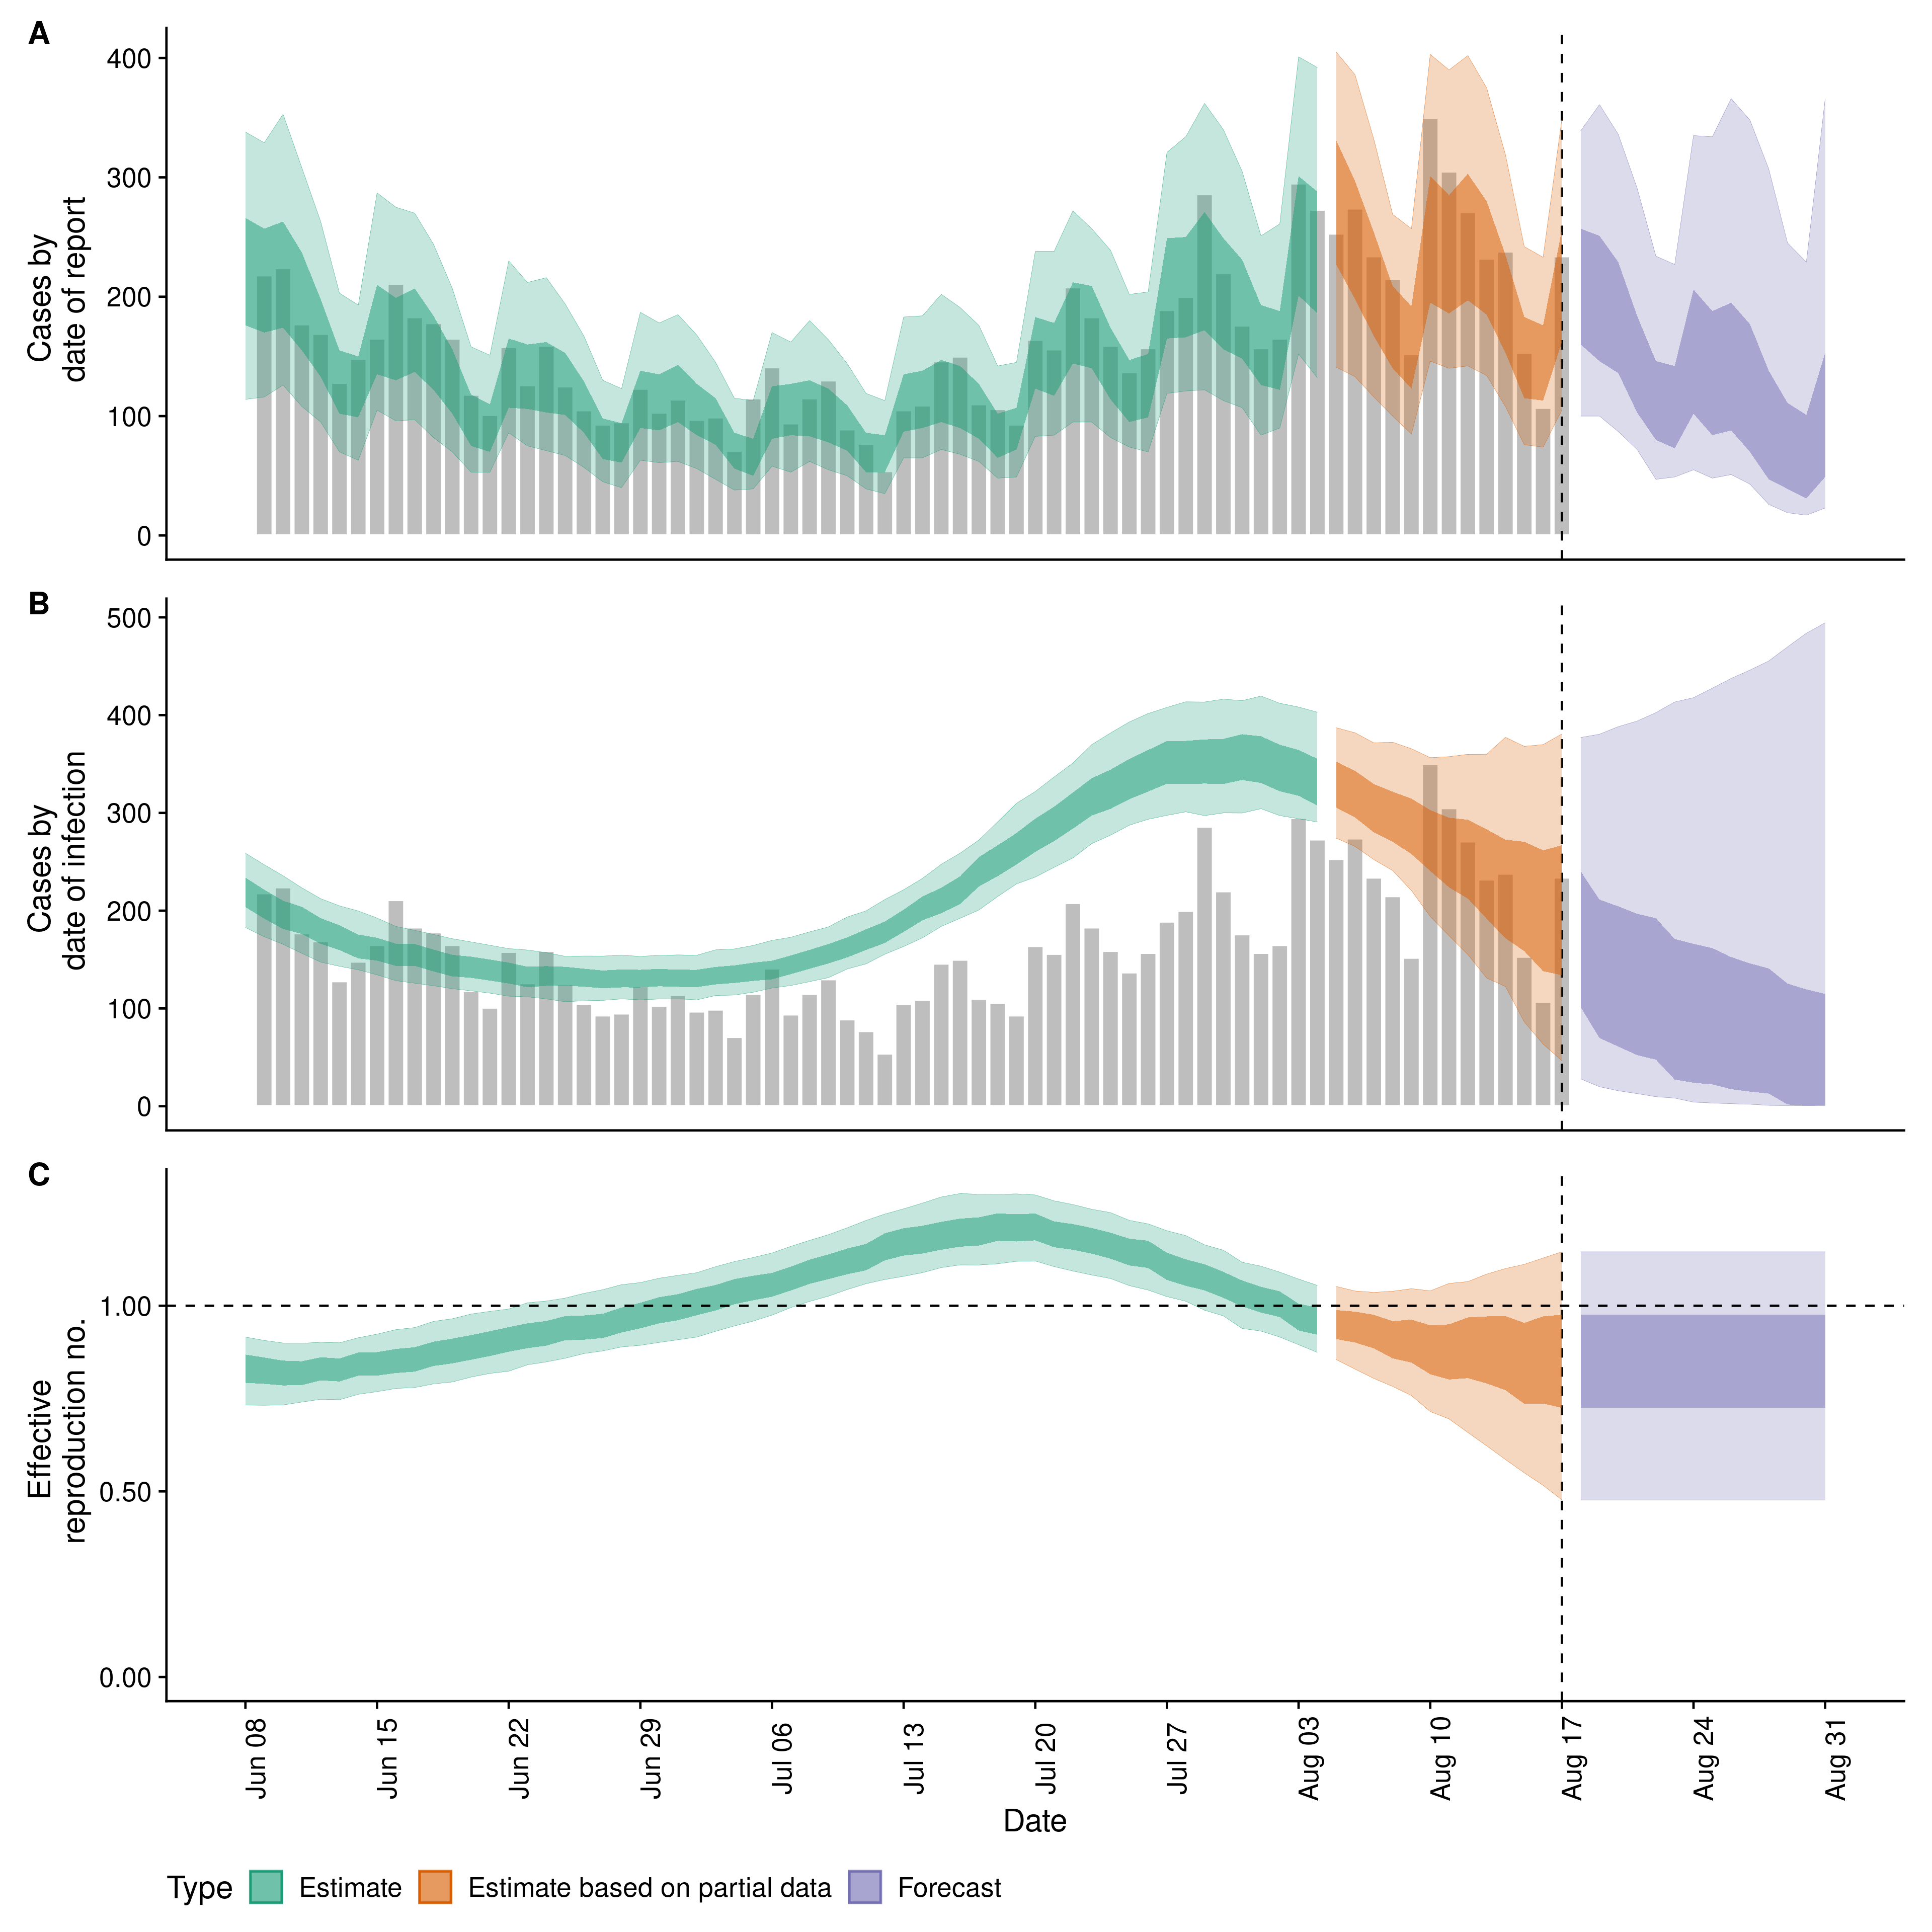 A
Cases by
date of report
400
300
200
100
0
B
Cases by
date of infection
500
400
300
200
100
0
C
Effective
reproduction no.
1.00
0.50
0.00
Jun 08
Jun 15
Jun 22
Jun 29
Jul 06
Jul 13
Jul 20
Jul 27
Aug 03
Aug 10
Aug 17
Aug 24
Aug 31
Date
Type Estimate Estimate based on partial data Forecast